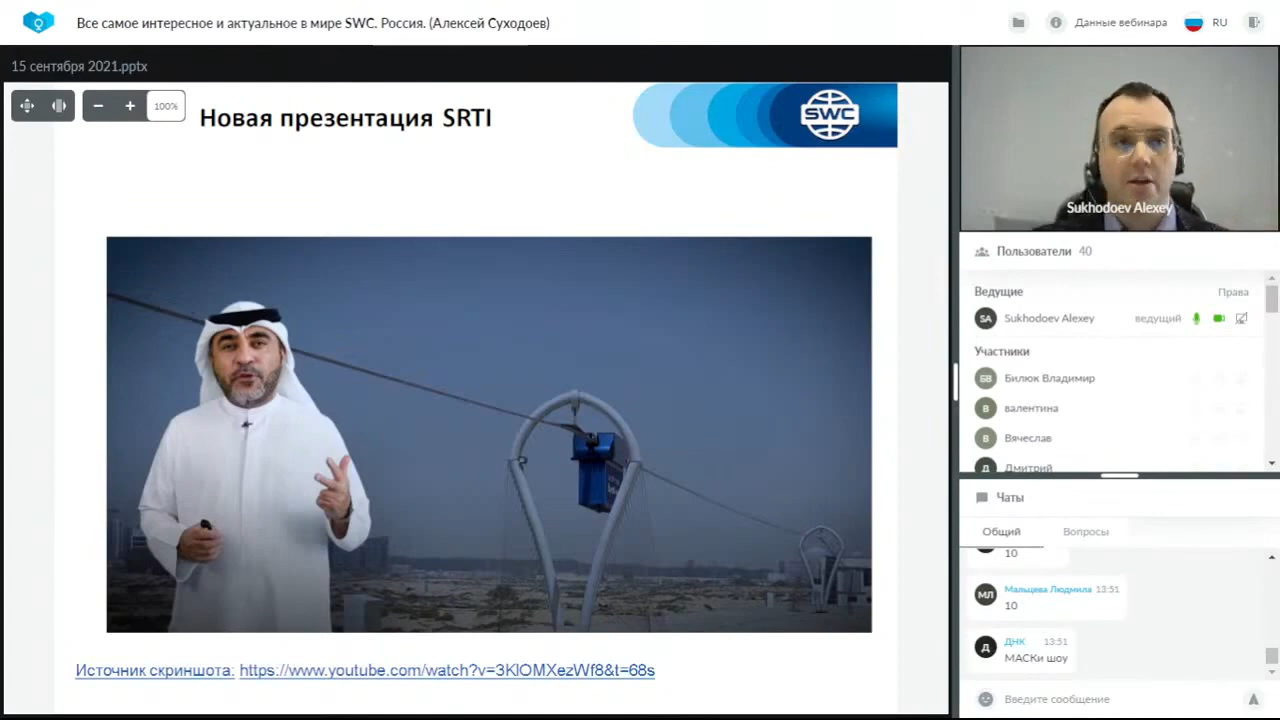 Все самое интересное и актуальное в мире SWC. Россия. (Алексей Суходоев)
Данные вебинара
RU
15 сентября 2021.pptx
100%
Новая презентация SRTI
SWC
Источник скриншота: https://www.youtube.com/watch?v=3KlOMXezWf8&t=68s
Sukhodoev Alexey
Пользователи 40
Ведущие Права
SA Sukhodoev Alexey ведущий
Участники
БВ Билюк Владимир
В валентина
В Вячеслав
Д Дмитрий
Чаты
Общий Вопросы
10
МЛ Мальцева Людмила 13:51
10
Д ДНК 13:51
МАСКи шоу
Введите сообщение